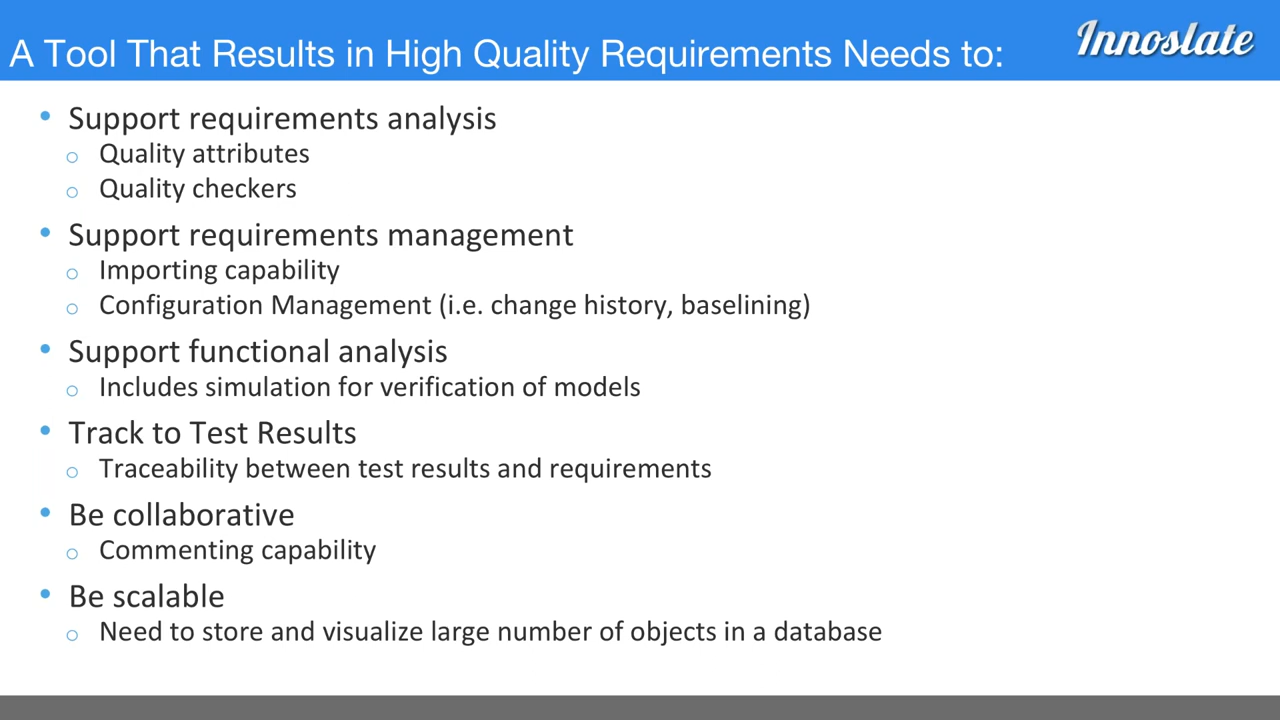 A Tool That Results in High Quality Requirements Needs to:
Innoslate
• Support requirements analysis
o Quality attributes
o Quality checkers
• Support requirements management
o Importing capability
o Configuration Management (i.e. change history, baselining)
• Support functional analysis
o Includes simulation for verification of models
• Track to Test Results
o Traceability between test results and requirements
• Be collaborative
o Commenting capability
• Be scalable
o Need to store and visualize large number of objects in a database